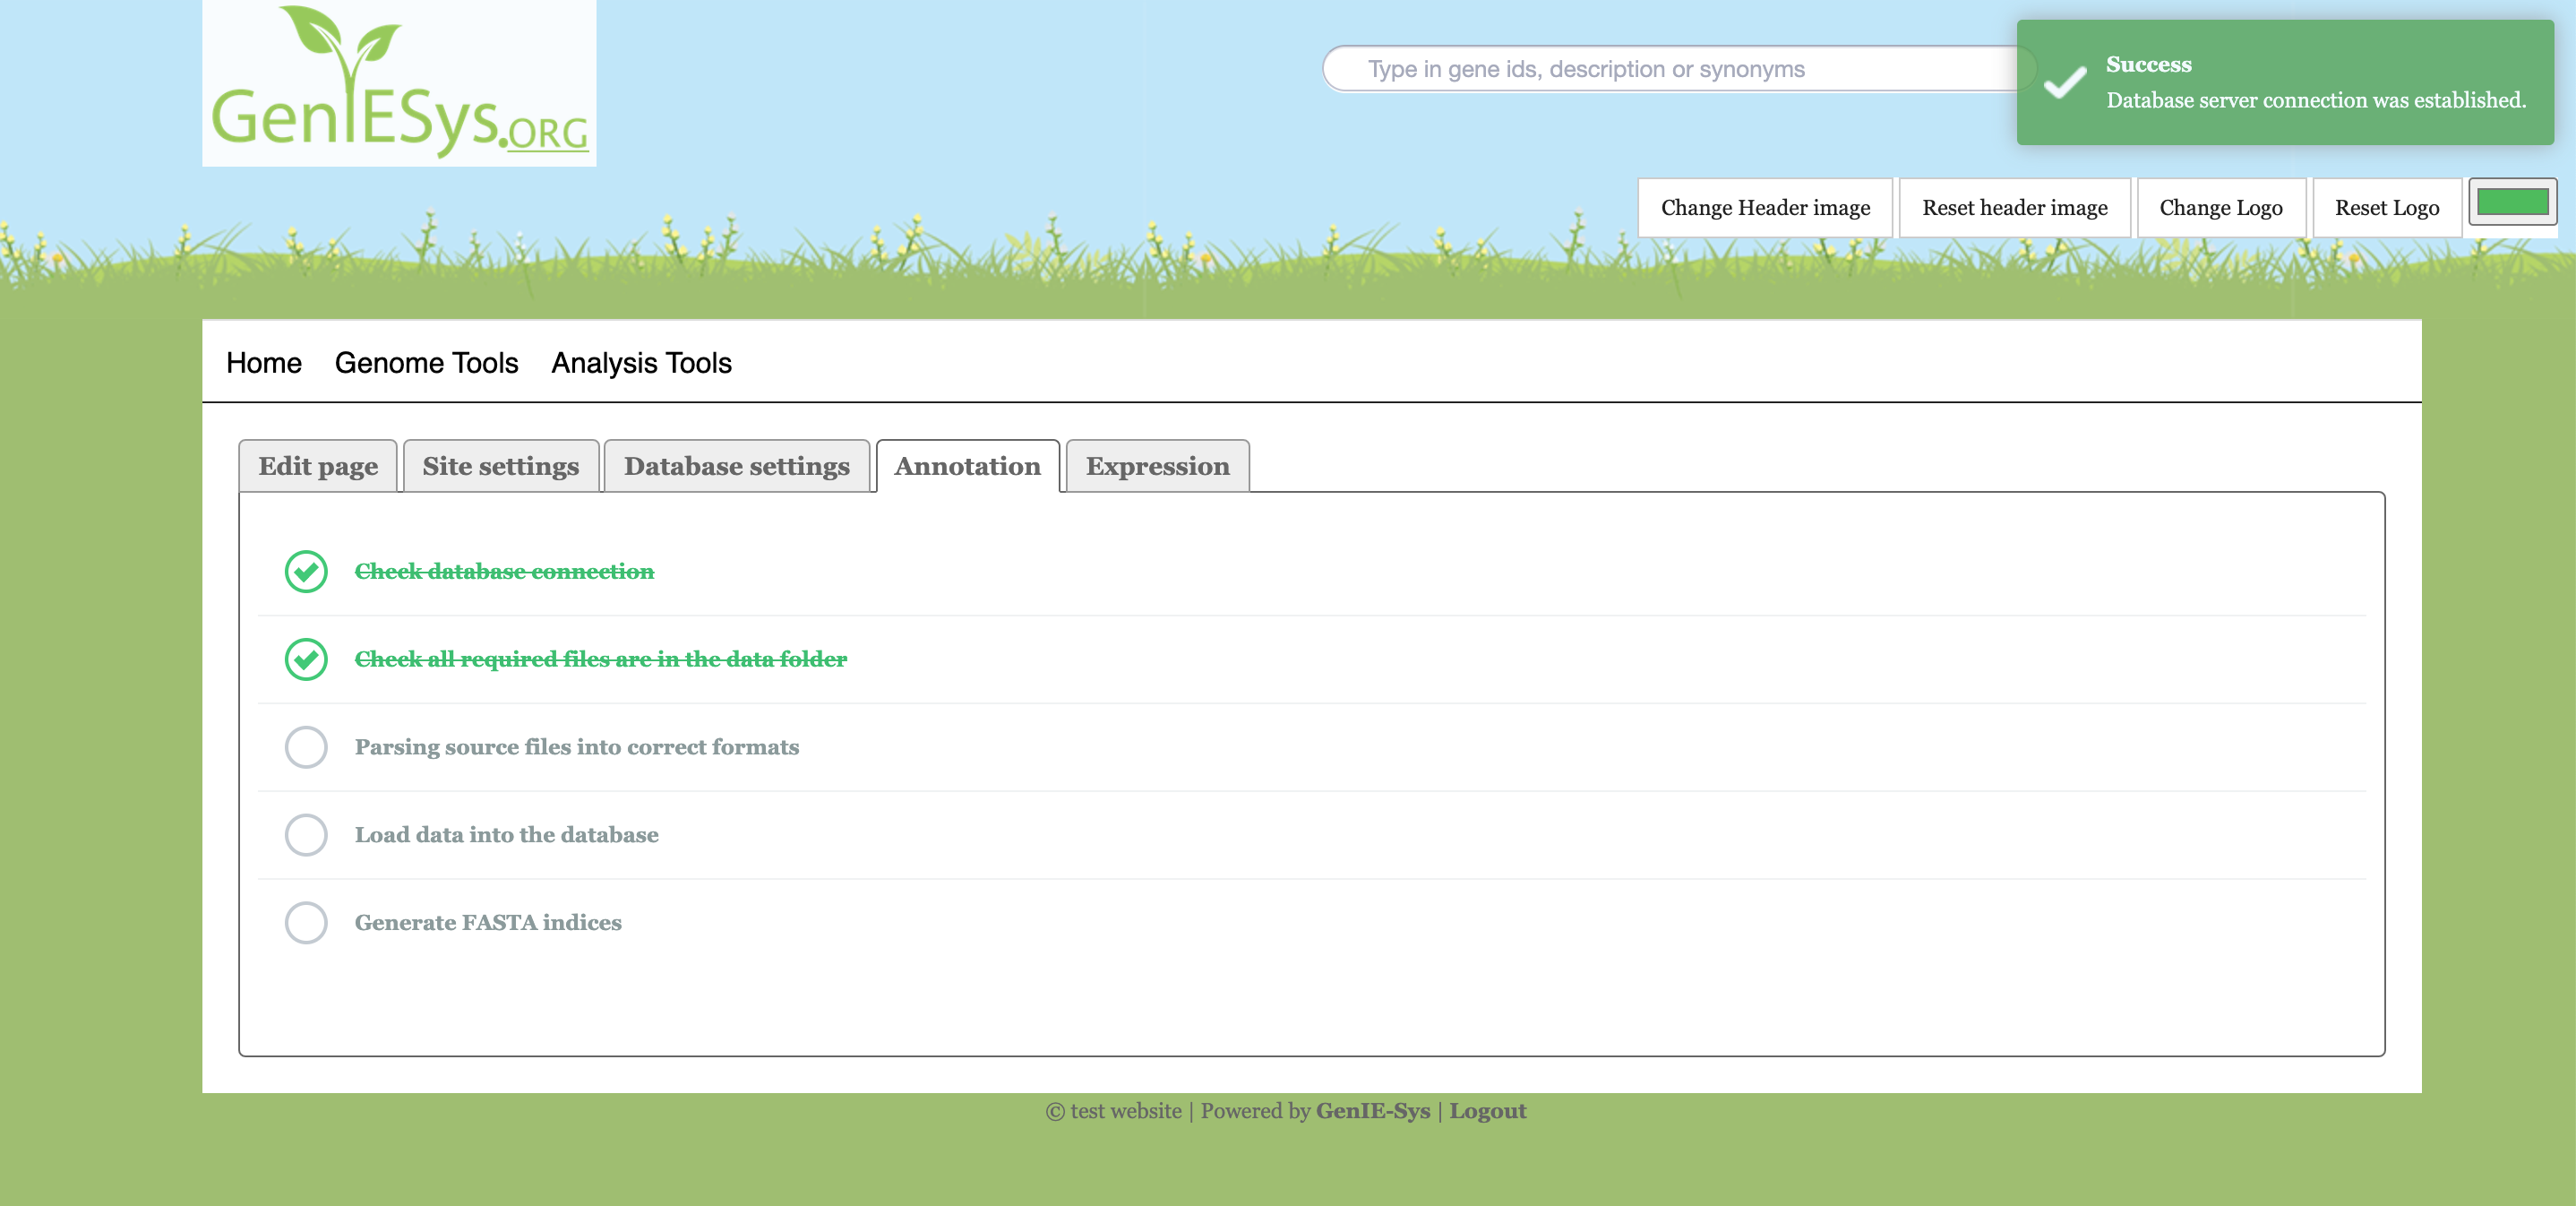 GenIESys.ORG
Type in gene ids, description or synonyms
Success
Database server connection was established.
Change Header image
Reset header image
Change Logo
Reset Logo
Home
Genome Tools
Analysis Tools
Edit page
Site settings
Database settings
Annotation
Expression
Check database connection
Check all required files are in the data folder
Parsing source files into correct formats
Load data into the database
Generate FASTA indices
© test website | Powered by GenIE-Sys | Logout